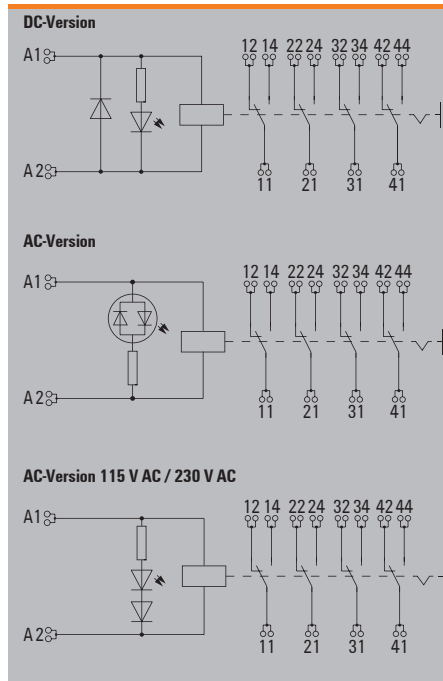 DC-Version
12 14 22 24 32 34 42 44
A1
A2
11 21 31 41
AC-Version
12 14 22 24 32 34 42 44
A1
A2
11 21 31 41
AC-Version 115 V AC / 230 V AC
12 14 22 24 32 34 42 44
A1
A2
11 21 31 41